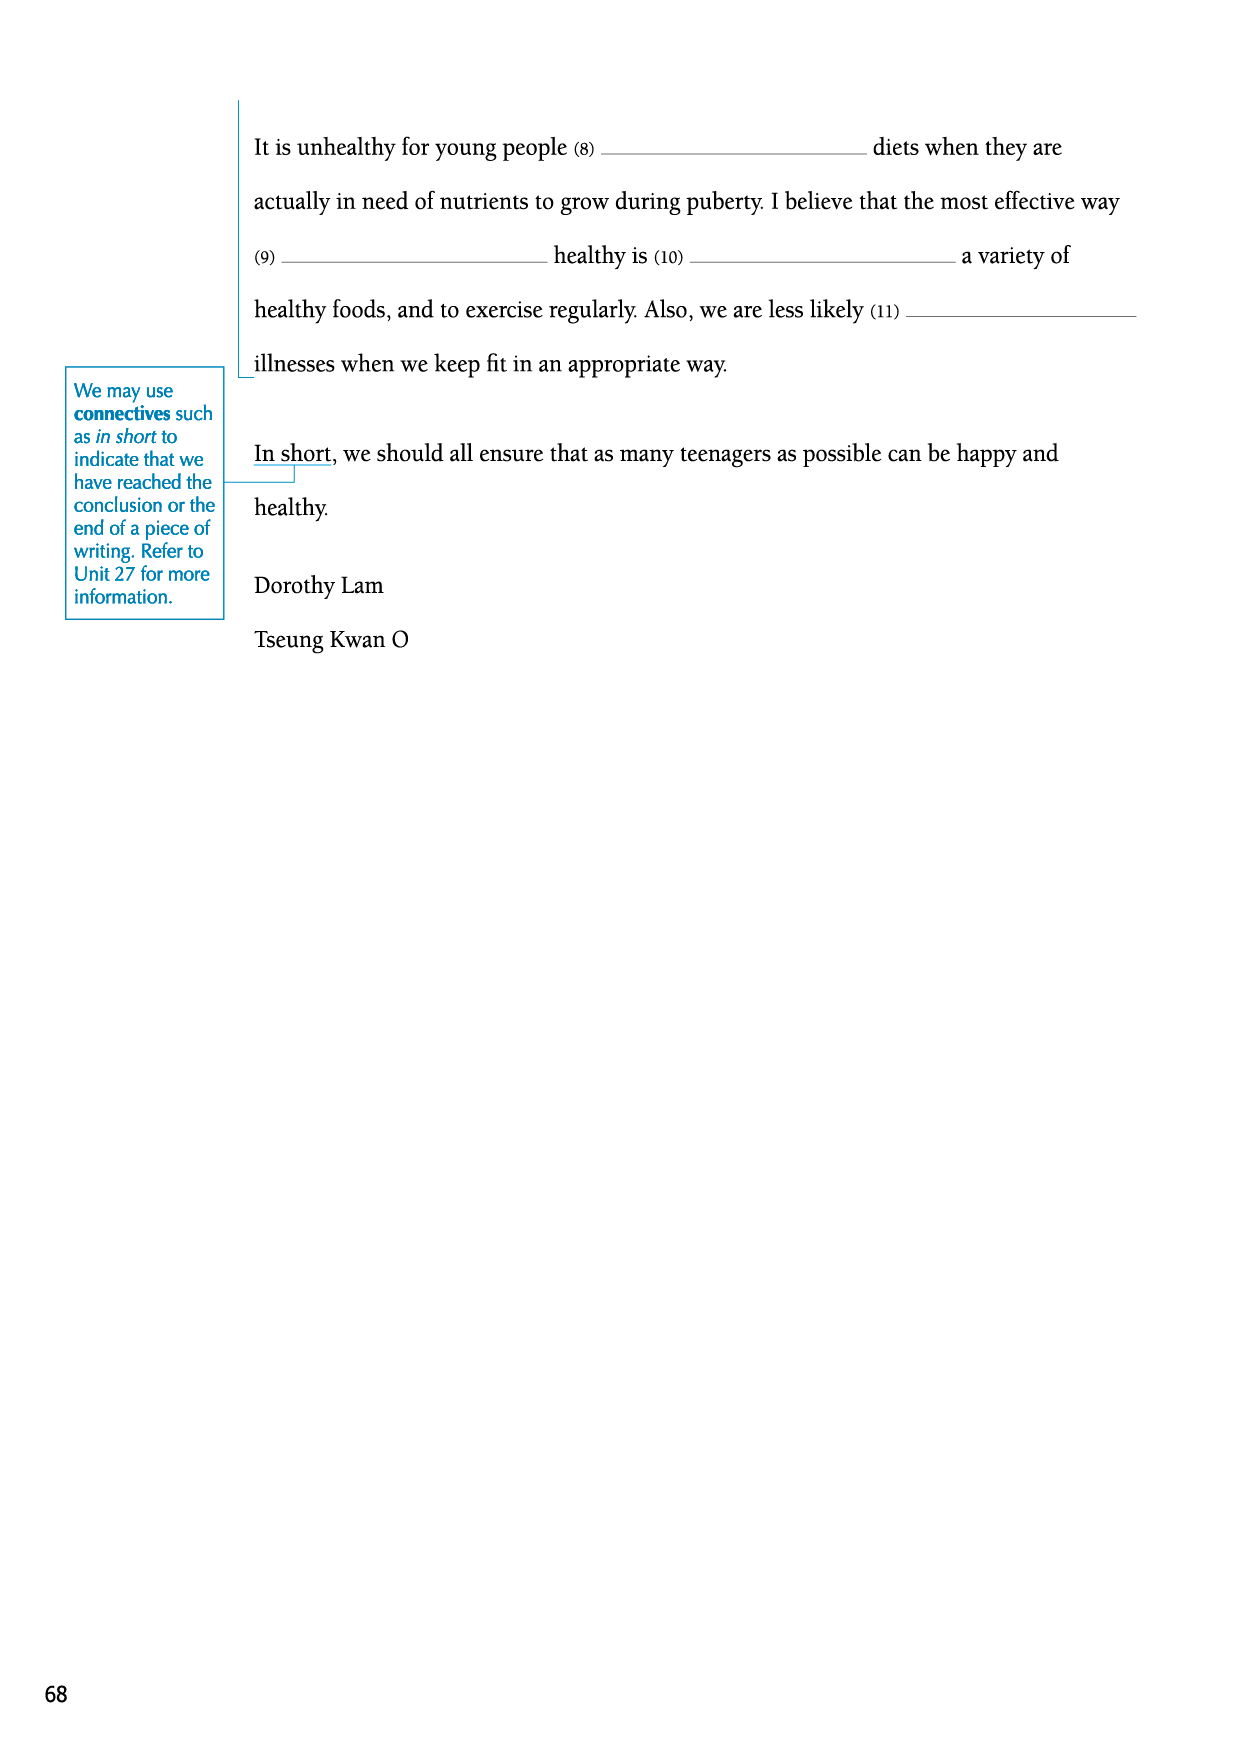 It is unhealthy for young people (8) ______________ diets when they are
actually in need of nutrients to grow during puberty. I believe that the most effective way
(9) ______________ healthy is (10) ______________ a variety of
healthy foods, and to exercise regularly. Also, we are less likely (11) ______________
illnesses when we keep fit in an appropriate way.
We may use
connectives such
as in short to
indicate that we
have reached the
conclusion or the
end of a piece of
writing. Refer to
Unit 27 for more
information.
In short, we should all ensure that as many teenagers as possible can be happy and
healthy.
Dorothy Lam
Tseung Kwan O
68